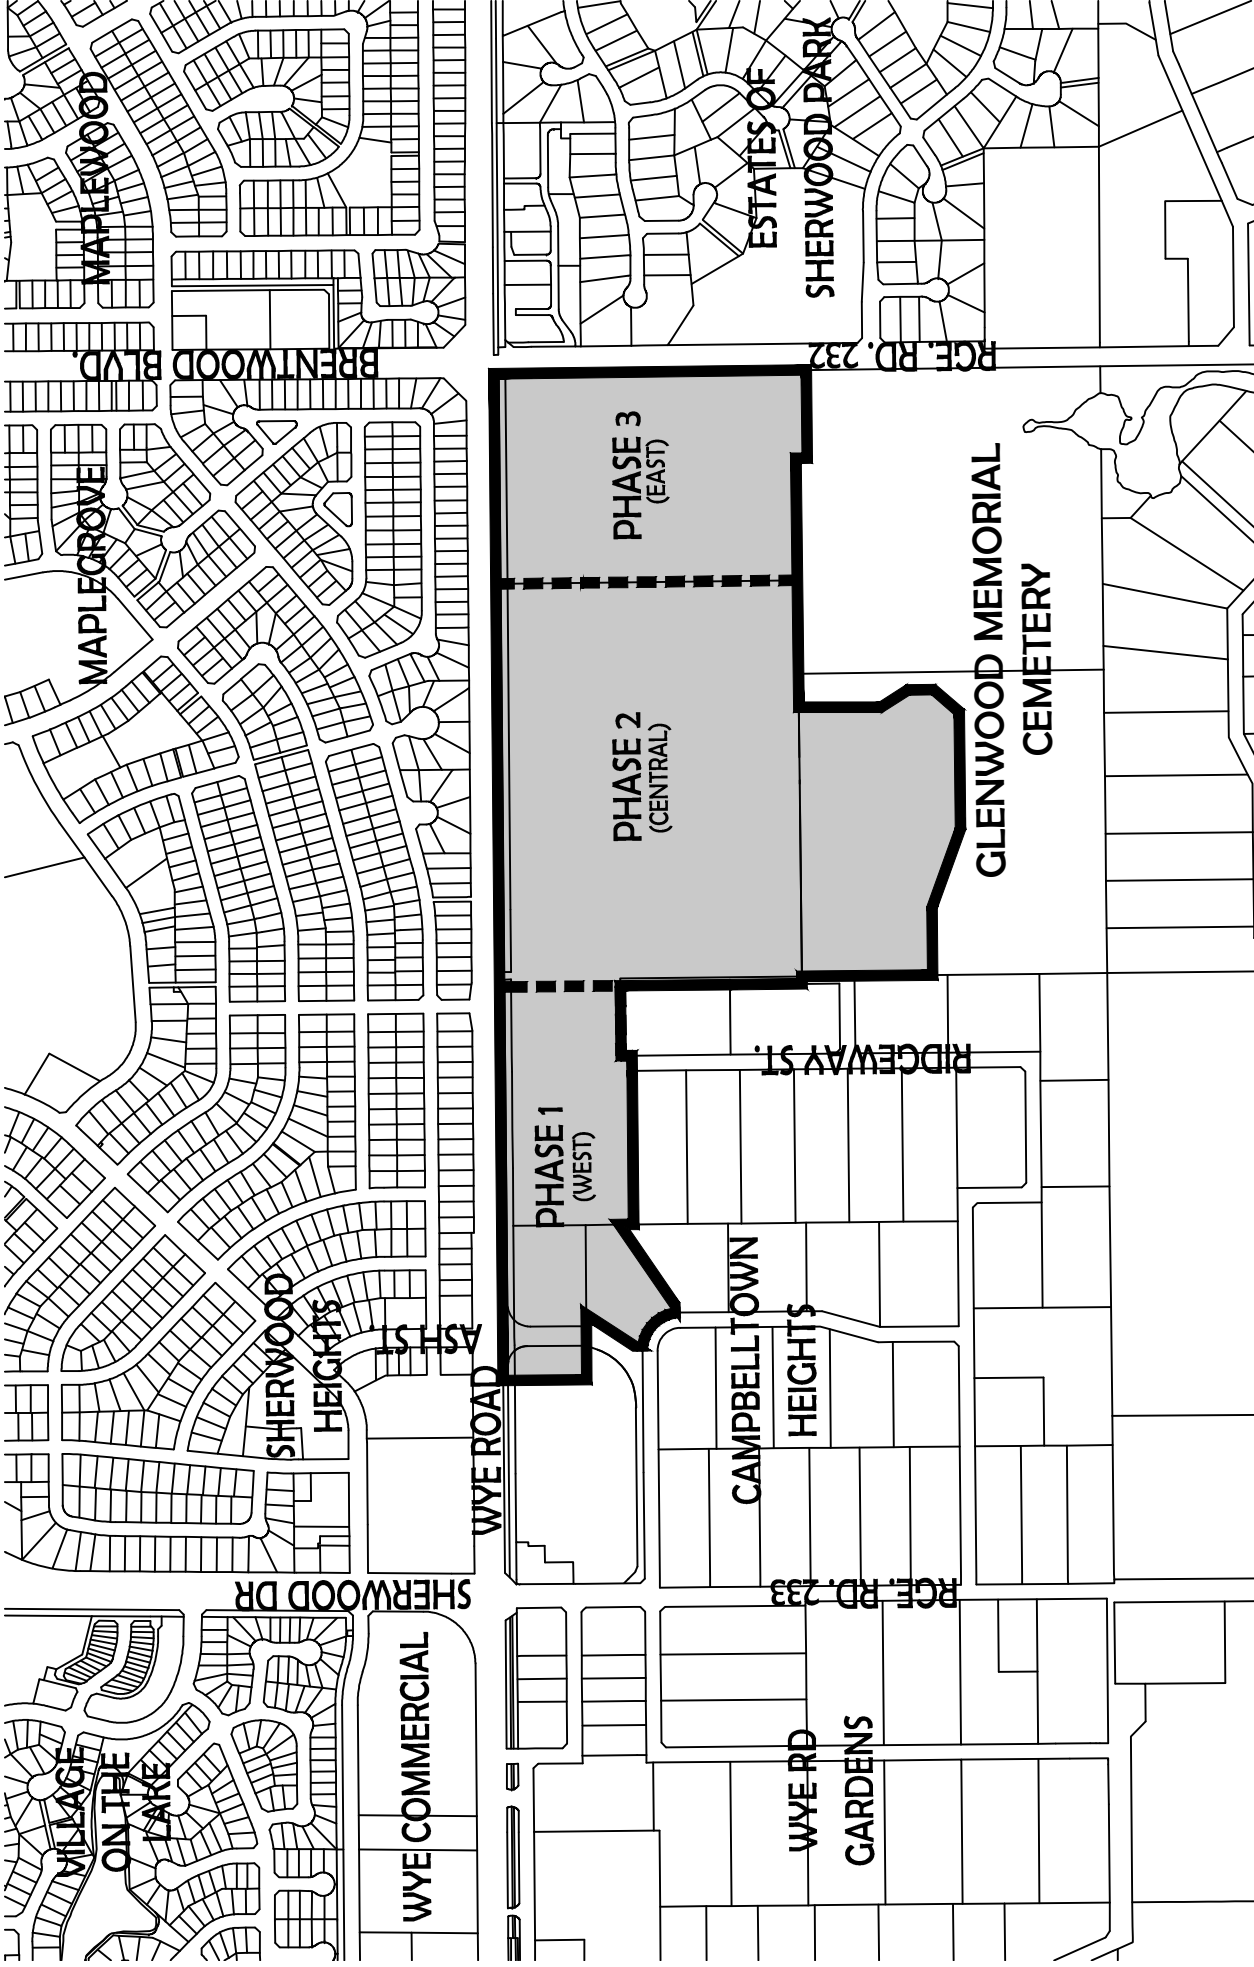 MAPLEWOOD
ESTATES OF
SHERWOOD PARK
BRENTWOOD BLVD.
RGE. RD. 232
MAPLEGROVE
PHASE 3
(EAST)
GLENWOOD MEMORIAL
CEMETERY
PHASE 2
(CENTRAL)
RIDGEWAY ST.
PHASE 1
(WEST)
SHERWOOD
HEIGHTS
ASH ST.
WYE ROAD
CAMPBELLTOWN
HEIGHTS
SHERWOOD DR
RGE. RD. 233
VILLAGE
ON THE
LAKE
WYE COMMERCIAL
WYE RD
GARDENS